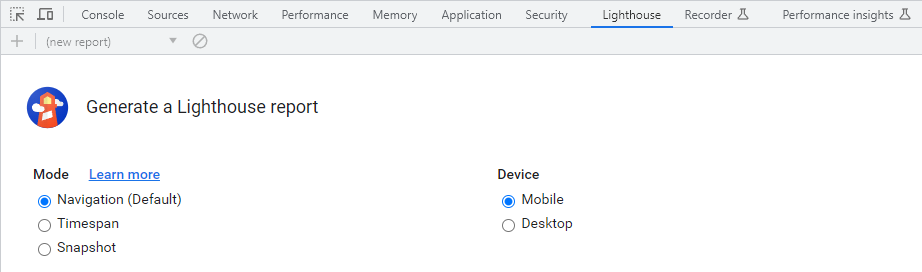 Console Sources Network Performance Memory Application Security Lighthouse Recorder Performance insights
(new report)
Generate a Lighthouse report
Mode Learn more Device
Navigation (Default) Mobile
Timespan Desktop
Snapshot